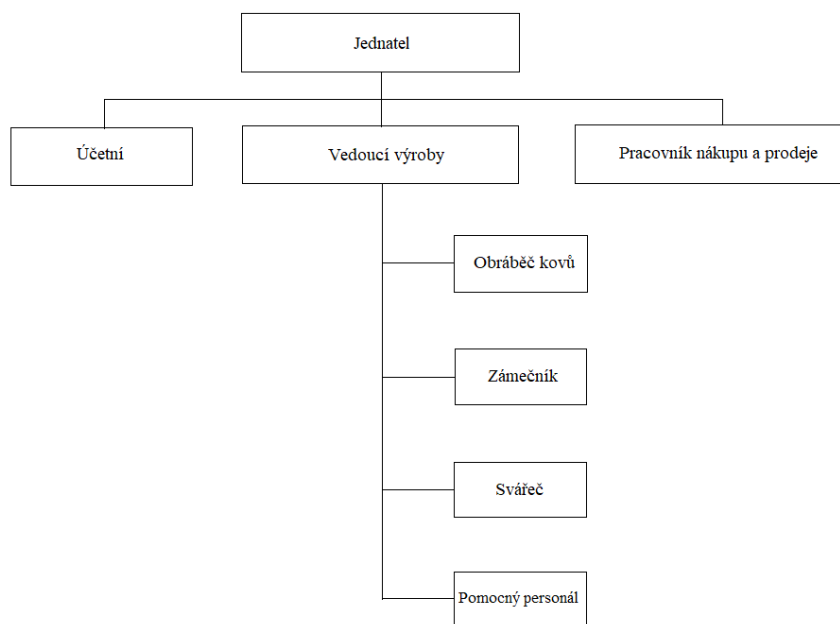 Jednatel
Účetní
Vedoucí výroby
Pracovník nákupu a prodeje
Obráběč kovů
Zámečník
Svářeč
Pomocný personál